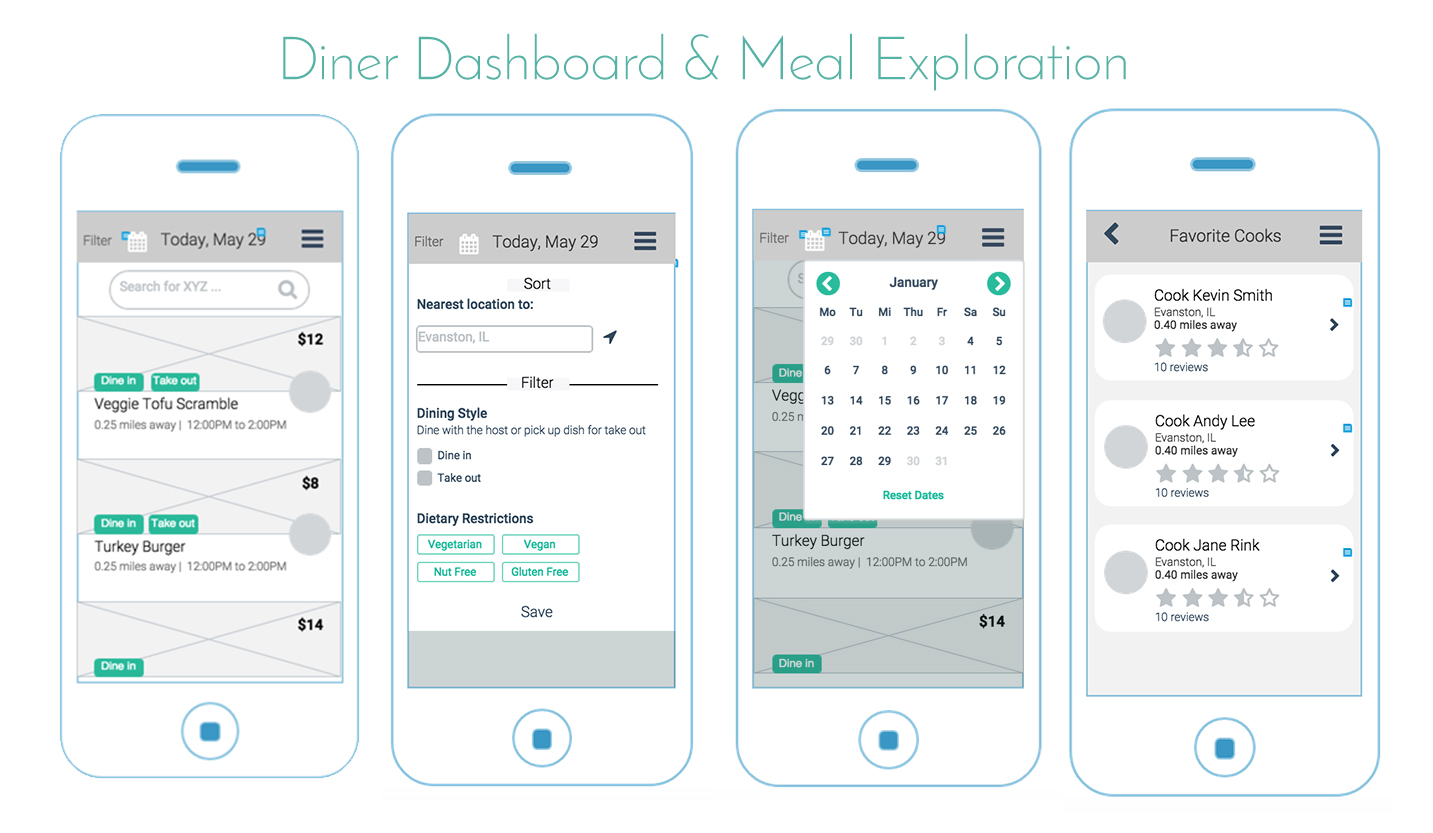 Diner Dashboard & Meal Exploration
Filter Today, May 29
Search for XYZ ...
$12
Dine in Take out
Veggie Tofu Scramble
0.25 miles away | 12:00PM to 2:00PM
$8
Dine in Take out
Turkey Burger
0.25 miles away | 12:00PM to 2:00PM
$14
Dine in
Filter Today, May 29
Sort
Nearest location to:
Evanston, IL
Filter
Dining Style
Dine with the host or pick up dish for take out
Dine in
Take out
Dietary Restrictions
Vegetarian Vegan
Nut Free Gluten Free
Save
Filter Today, May 29
S
January
Mo Tu Mi Thu Fr Sa Su
29 30 1 2 3 4 5
6 7 8 9 10 11 12
13 14 15 16 17 18 19
20 21 22 23 24 25 26
27 28 29 30 31
Reset Dates
Dine
Vegg
0.25 n
Dine
Turkey Burger
0.25 miles away | 12:00PM to 2:00PM
$14
Dine in
Favorite Cooks
Cook Kevin Smith
Evanston, IL
0.40 miles away
10 reviews
Cook Andy Lee
Evanston, IL
0.40 miles away
10 reviews
Cook Jane Rink
Evanston, IL
0.40 miles away
10 reviews